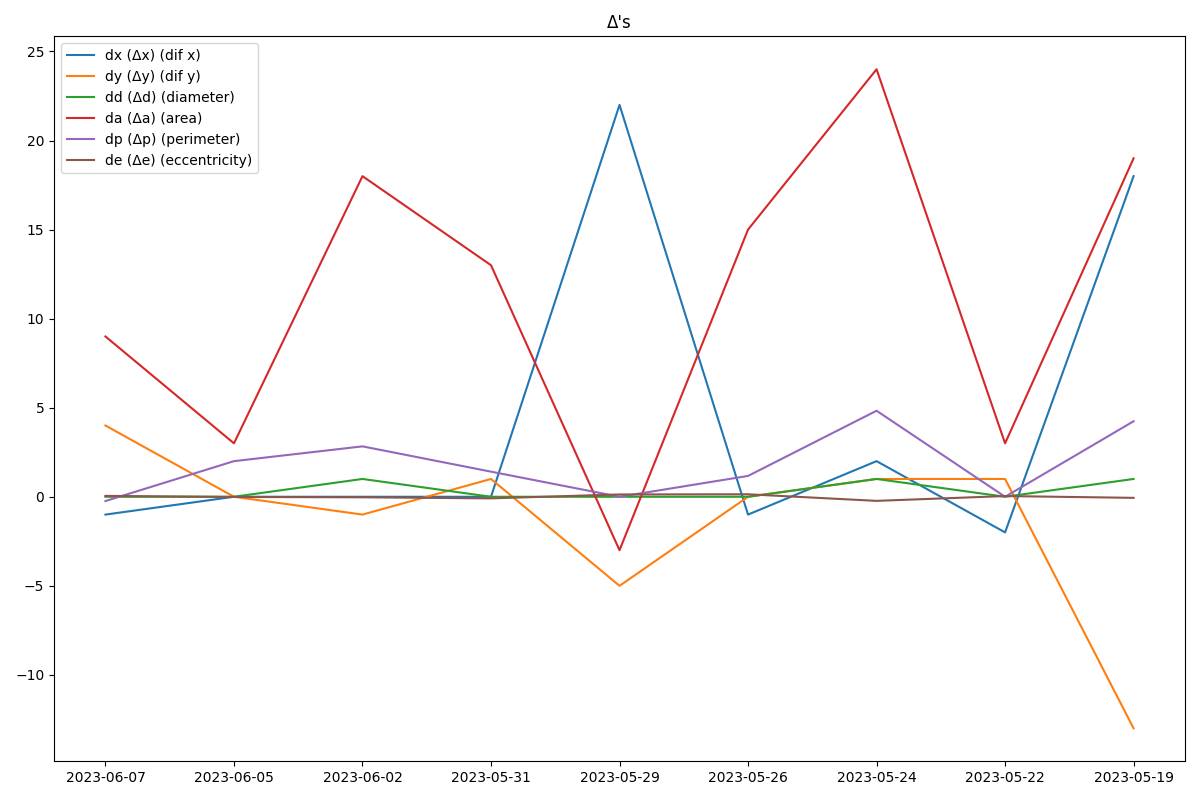 Δ's
dx (Δx) (dif x)
dy (Δy) (dif y)
dd (Δd) (diameter)
da (Δa) (area)
dp (Δp) (perimeter)
de (Δe) (eccentricity)
25
20
15
10
5
0
−5
−10
2023-06-07 2023-06-05 2023-06-02 2023-05-31 2023-05-29 2023-05-26 2023-05-24 2023-05-22 2023-05-19